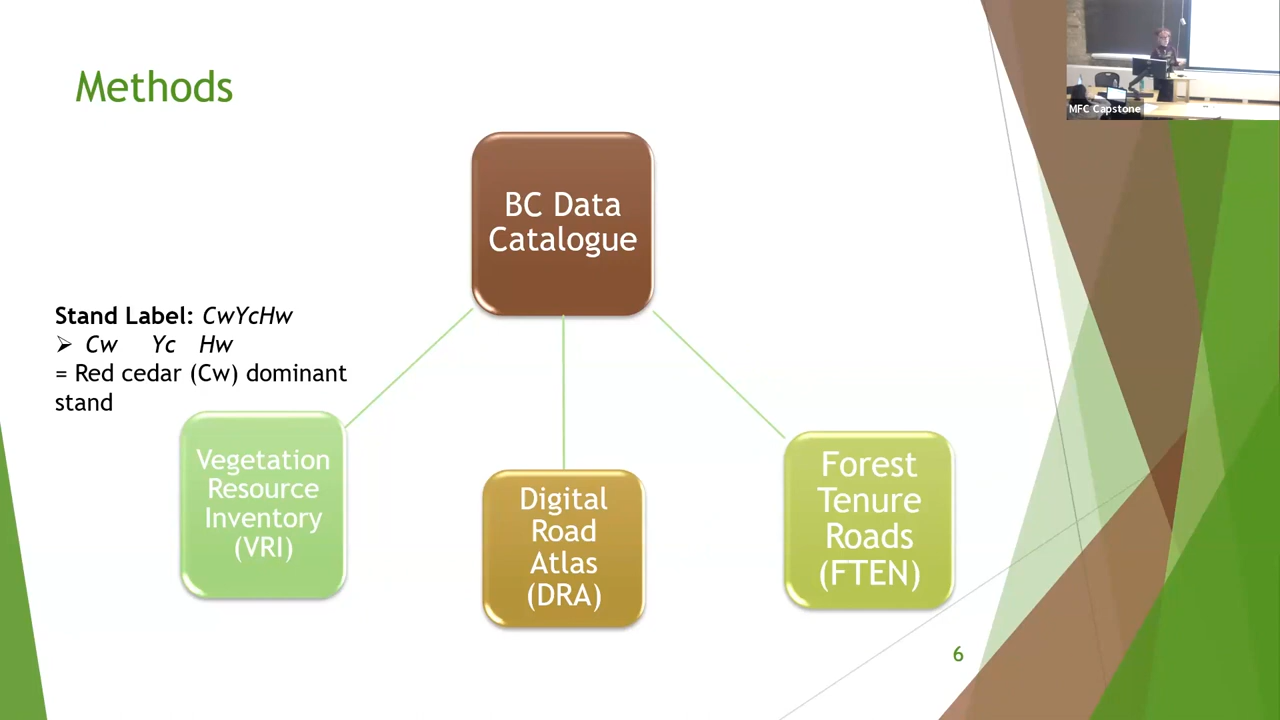 Methods
MFC Capstone
BC Data
Catalogue
Stand Label: CwYcHw
➢ Cw Yc Hw
= Red cedar (Cw) dominant
stand
Vegetation
Resource
Inventory
(VRI)
Digital
Road
Atlas
(DRA)
Forest
Tenure
Roads
(FTEN)
6